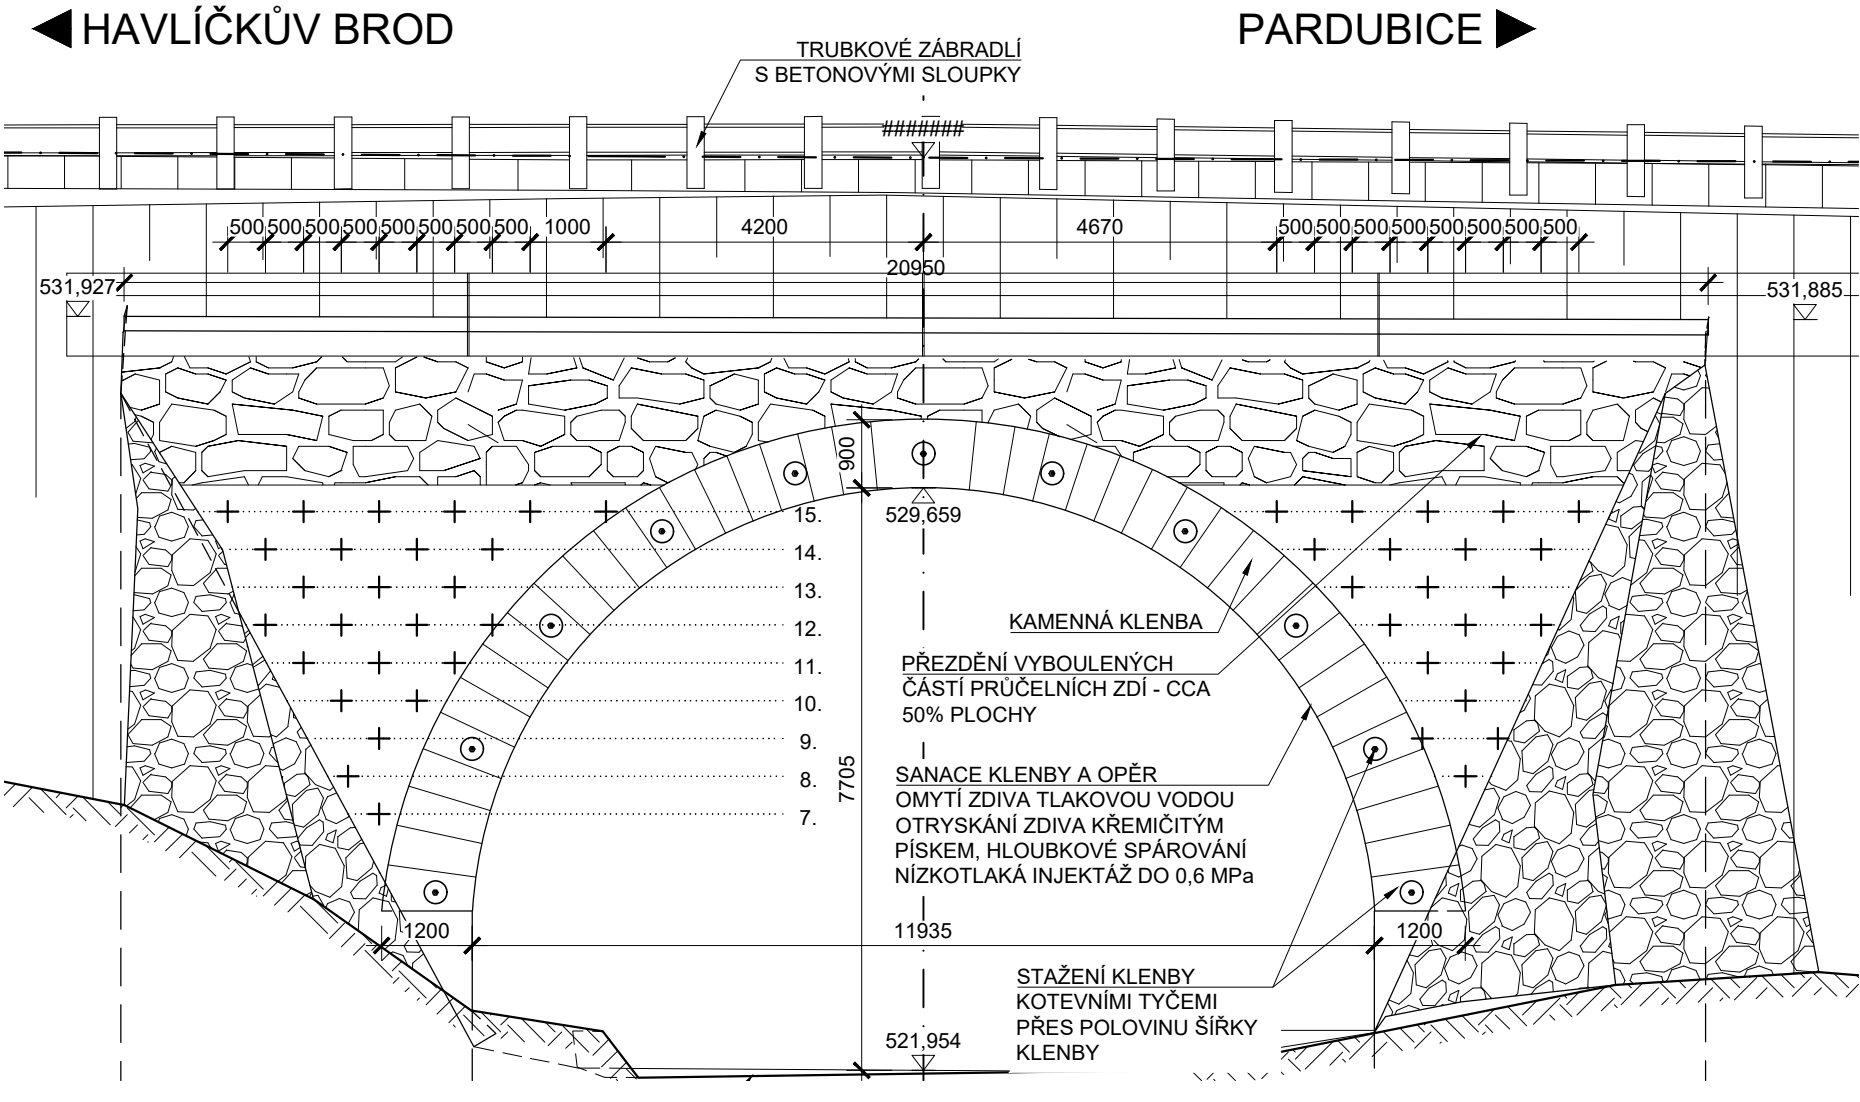 HAVLÍČKŮV BROD
PARDUBICE
TRUBKOVÉ ZÁBRADLÍ
S BETONOVÝMI SLOUPKY
#######
500 500 500 500 500 500 500 500 1000 4200 4670 500 500 500 500 500 500 500 500
20950
531,927
531,885
900
15.
529,659
14.
13.
12.
11.
10.
9.
8.
7.
7705
KAMENNÁ KLENBA
PŘEZDĚNÍ VYBOULENÝCH
ČÁSTÍ PRŮČELNÍCH ZDÍ - CCA
50% PLOCHY
SANACE KLENBY A OPĚR
OMYTÍ ZDIVA TLAKOVOU VODOU
OTRYSKÁNÍ ZDIVA KŘEMIČITÝM
PÍSKEM, HLOUBKOVÉ SPÁROVÁNÍ
NÍZKOTLAKÁ INJEKTÁŽ DO 0,6 MPa
1200
11935
1200
STAŽENÍ KLENBY
KOTEVNÍMI TYČEMI
PŘES POLOVINU ŠÍŘKY
KLENBY
521,954